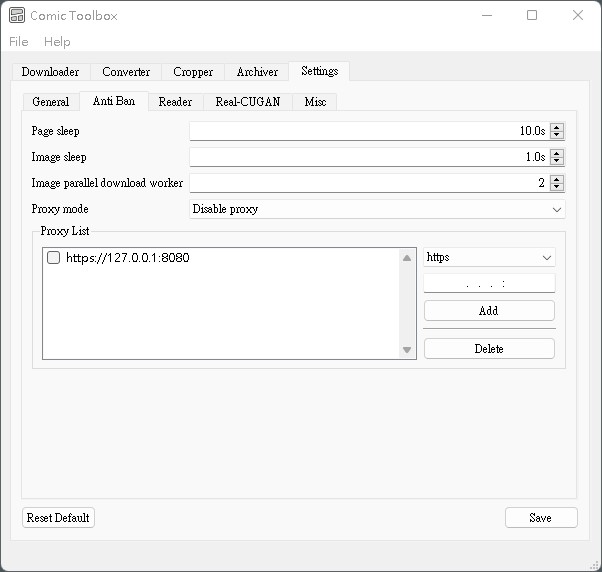 Comic Toolbox
File Help
Downloader Converter Cropper Archiver Settings
General Anti Ban Reader Real-CUGAN Misc
Page sleep 10.0s
Image sleep 1.0s
Image parallel download worker 2
Proxy mode Disable proxy
Proxy List
https://127.0.0.1:8080 https
. . . :
Add
Delete
Reset Default Save